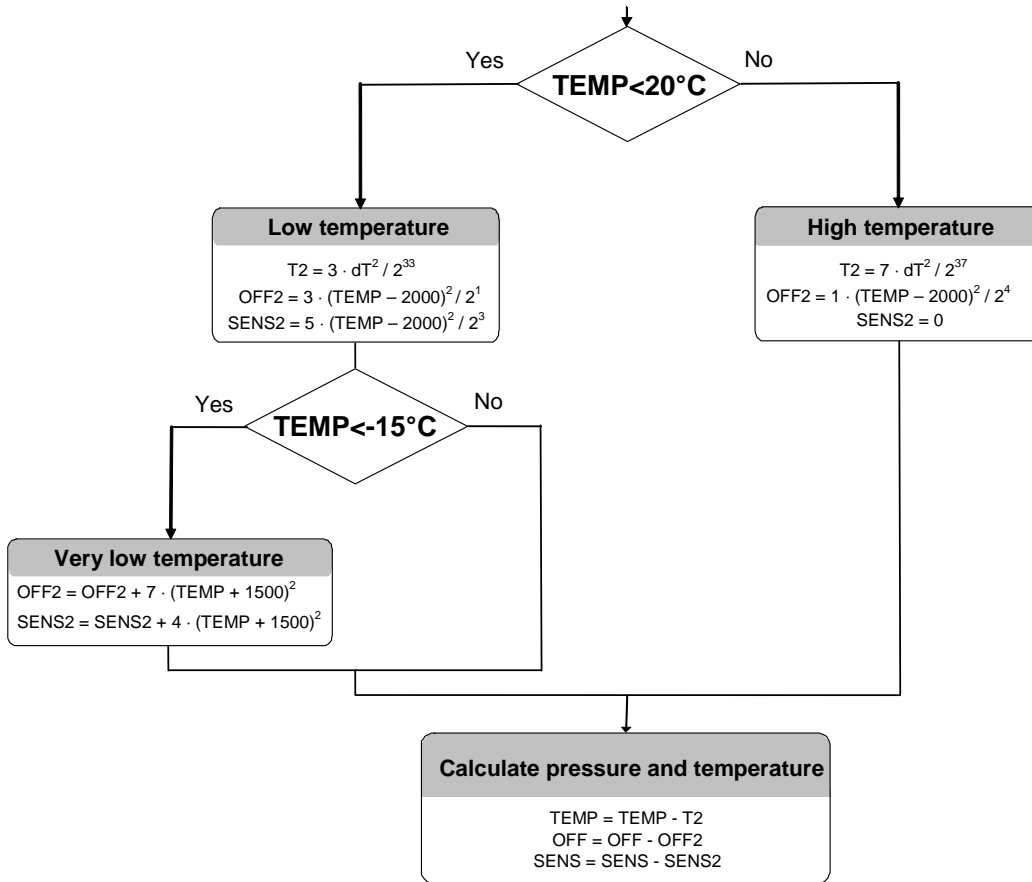 Yes
TEMP<20°C
No
Low temperature
T2 = 3 · dT² / 2³³
OFF2 = 3 · (TEMP – 2000)² / 2¹
SENS2 = 5 · (TEMP – 2000)² / 2³
High temperature
T2 = 7 · dT² / 2³⁷
OFF2 = 1 · (TEMP – 2000)² / 2⁴
SENS2 = 0
Yes
TEMP<-15°C
No
Very low temperature
OFF2 = OFF2 + 7 · (TEMP + 1500)²
SENS2 = SENS2 + 4 · (TEMP + 1500)²
Calculate pressure and temperature
TEMP = TEMP - T2
OFF = OFF - OFF2
SENS = SENS - SENS2